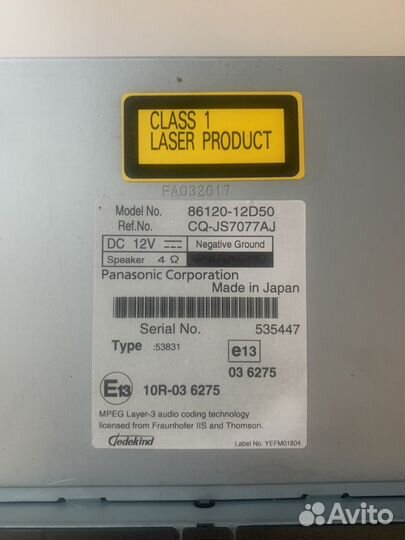 CLASS 1
LASER PRODUCT
FA032017
Model No. 86120-12D50
Ref.No. CQ-JS7077AJ
DC 12V Negative Ground
Speaker 4 Ω
Panasonic Corporation
Made in Japan
Serial No. 535447
Type :53831 e13
03 6275
E13 10R-03 6275
MPEG Layer-3 audio coding technology
licensed from Fraunhofer IIS and Thomson.
Jedekind Label No. YEFM01804
Avito